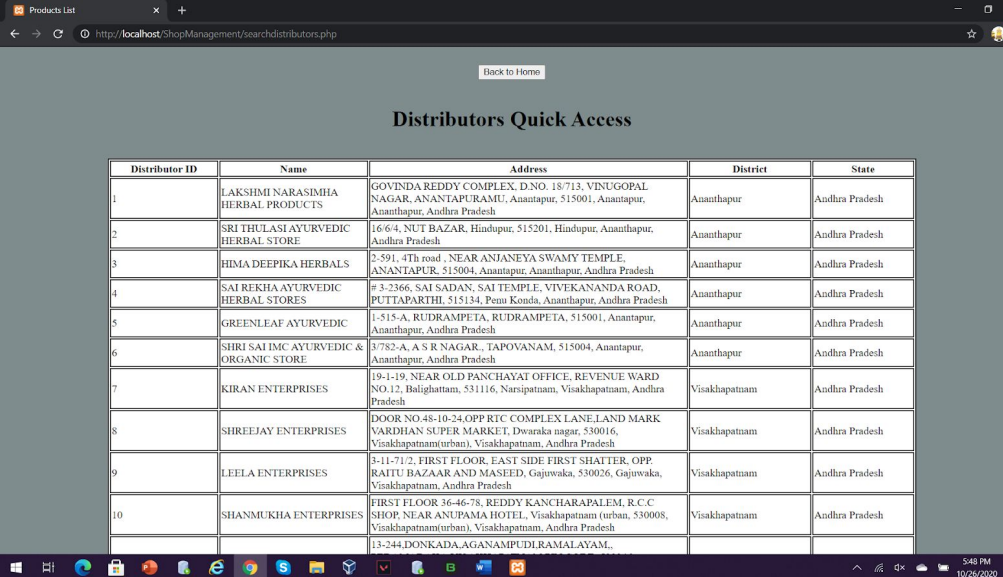 Products List
http://localhost/ShopManagement/searchdistributors.php
Back to Home
Distributors Quick Access
Distributor ID Name Address District State
1 LAKSHMI NARASIMHA HERBAL PRODUCTS GOVINDA REDDY COMPLEX, D.NO. 18/713, VINUGOPAL NAGAR, ANANTAPURAMU, Anantapur, 515001, Anantapur, Ananthapur, Andhra Pradesh Ananthapur Andhra Pradesh
2 SRI THULASI AYURVEDIC HERBAL STORE 16/6/4, NUT BAZAR, Hindupur, 515201, Hindupur, Ananthapur, Andhra Pradesh Ananthapur Andhra Pradesh
3 HIMA DEEPIKA HERBALS 2-591, 4Th road , NEAR ANJANEYA SWAMY TEMPLE, ANANTAPUR, 515004, Anantapur, Ananthapur, Andhra Pradesh Ananthapur Andhra Pradesh
4 SAI REKHA AYURVEDIC HERBAL STORES # 3-2366, SAI SADAN, SAI TEMPLE, VIVEKANANDA ROAD, PUTTAPARTHI, 515134, Penu Konda, Ananthapur, Andhra Pradesh Ananthapur Andhra Pradesh
5 GREENLEAF AYURVEDIC 1-515-A, RUDRAMPETA, RUDRAMPETA, 515001, Anantapur, Ananthapur, Andhra Pradesh Ananthapur Andhra Pradesh
6 SHRI SAI IMC AYURVEDIC & ORGANIC STORE 3/782-A, A S R NAGAR., TAPOVANAM, 515004, Anantapur, Ananthapur, Andhra Pradesh Ananthapur Andhra Pradesh
7 KIRAN ENTERPRISES 19-1-19, NEAR OLD PANCHAYAT OFFICE, REVENUE WARD NO.12, Balighattam, 531116, Narsipatnam, Visakhapatnam, Andhra Pradesh Visakhapatnam Andhra Pradesh
8 SHREEJAY ENTERPRISES DOOR NO.48-10-24,OPP RTC COMPLEX LANE,LAND MARK VARDHAN SUPER MARKET, Dwaraka nagar, 530016, Visakhapatnam(urban), Visakhapatnam, Andhra Pradesh Visakhapatnam Andhra Pradesh
9 LEELA ENTERPRISES 3-11-71/2, FIRST FLOOR, EAST SIDE FIRST SHATTER, OPP. RAITU BAZAAR AND MASEED, Gajuwaka, 530026, Gajuwaka, Visakhapatnam, Andhra Pradesh Visakhapatnam Andhra Pradesh
10 SHANMUKHA ENTERPRISES FIRST FLOOR 36-46-78, REDDY KANCHARAPALEM, R.C.C SHOP, NEAR ANUPAMA HOTEL, Visakhapatnam (urban, 530008, Visakhapatnam(urban), Visakhapatnam, Andhra Pradesh Visakhapatnam Andhra Pradesh
13-244,DONKADA,AGANAMPUDI,RAMALAYAM,,
5:48 PM
10/26/2020